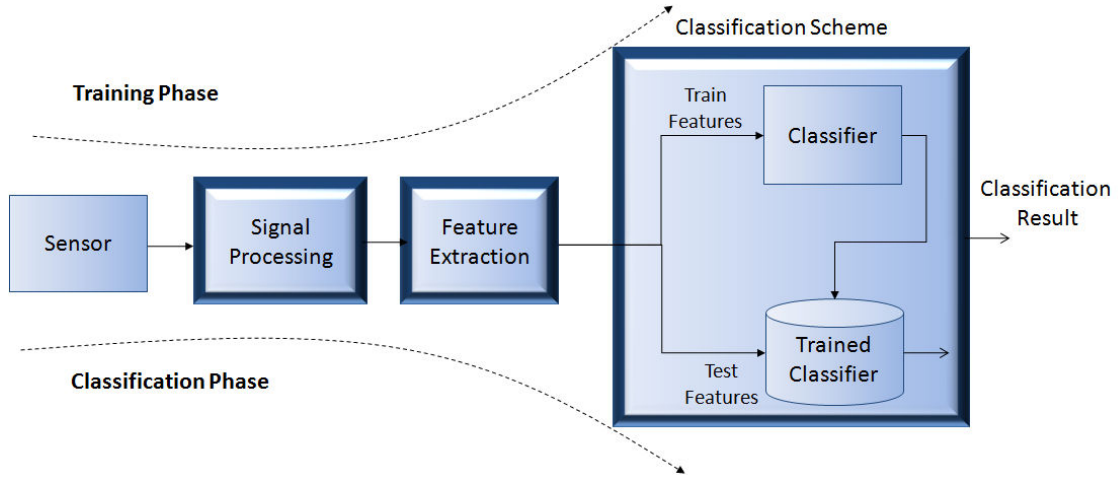 Classification Scheme
Training Phase
Train
Features
Classifier
Sensor
Signal
Processing
Feature
Extraction
Classification
Result
Classification Phase
Test
Features
Trained
Classifier